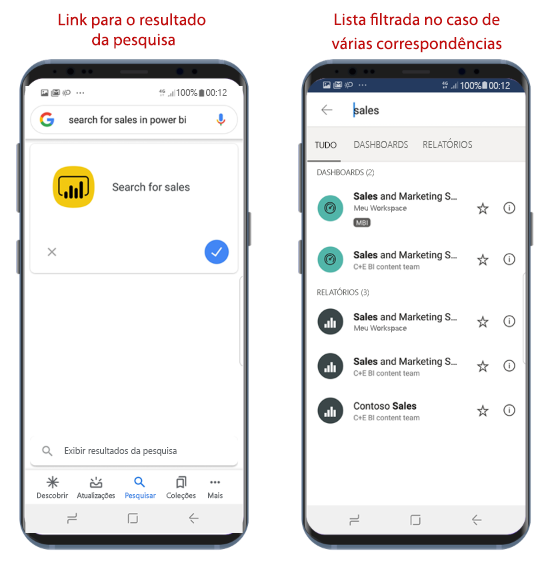 Link para o resultado
da pesquisa
100% 00:12
search for sales in power bi
Search for sales
Exibir resultados da pesquisa
Descobrir Atualizações Pesquisar Coleções Mais
Lista filtrada no caso de
várias correspondências
100% 00:12
sales
TUDO DASHBOARDS RELATÓRIOS
DASHBOARDS (2)
Sales and Marketing S...
Meu Workspace
MBI
Sales and Marketing S...
C+E BI content team
RELATÓRIOS (3)
Sales and Marketing S...
Meu Workspace
Sales and Marketing S...
C+E BI content team
Contoso Sales
C+E BI content team